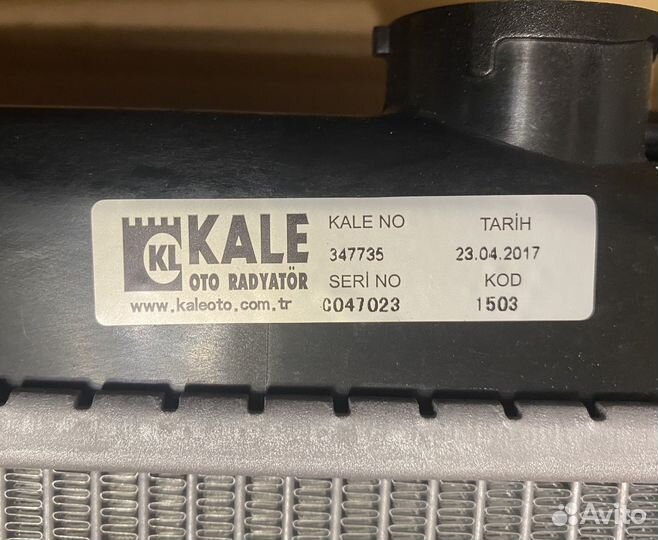 KL KALE
OTO RADYATÖR
www.kaleoto.com.tr
KALE NO
347735
SERİ NO
C047023
TARİH
23.04.2017
KOD
1503
Avito